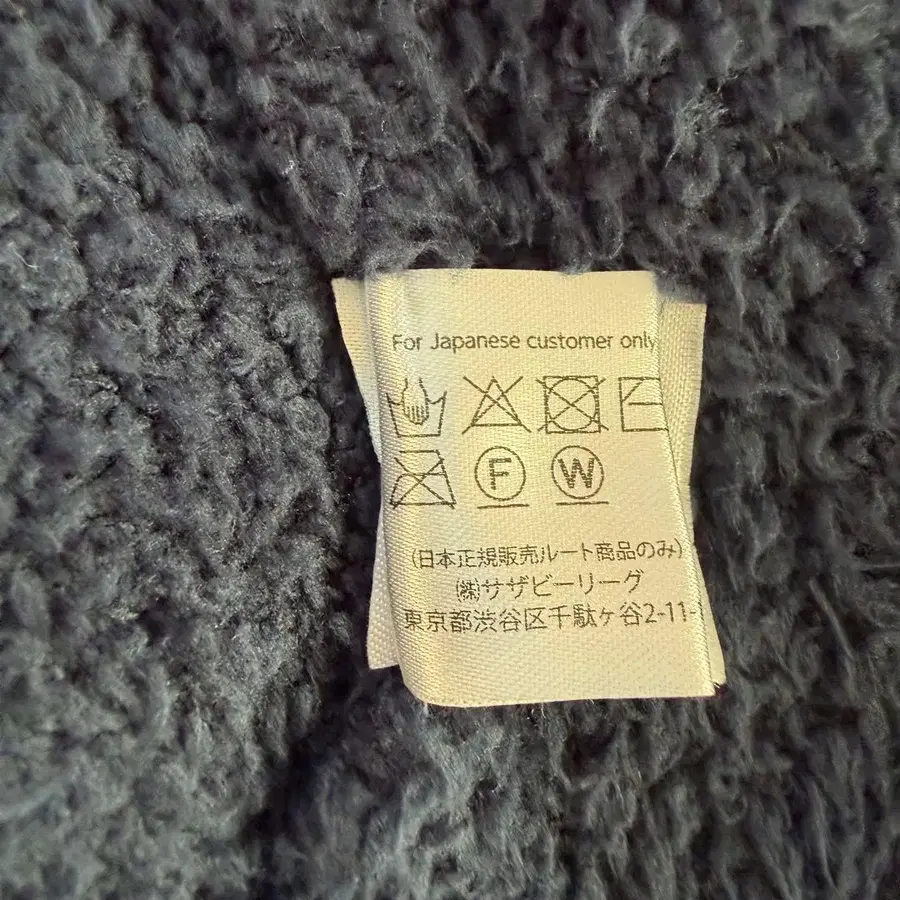 For Japanese customer only
F W
(日本正規販売ルート商品のみ)
㈱サザビーリーグ
東京都渋谷区千駄ヶ谷2-11-